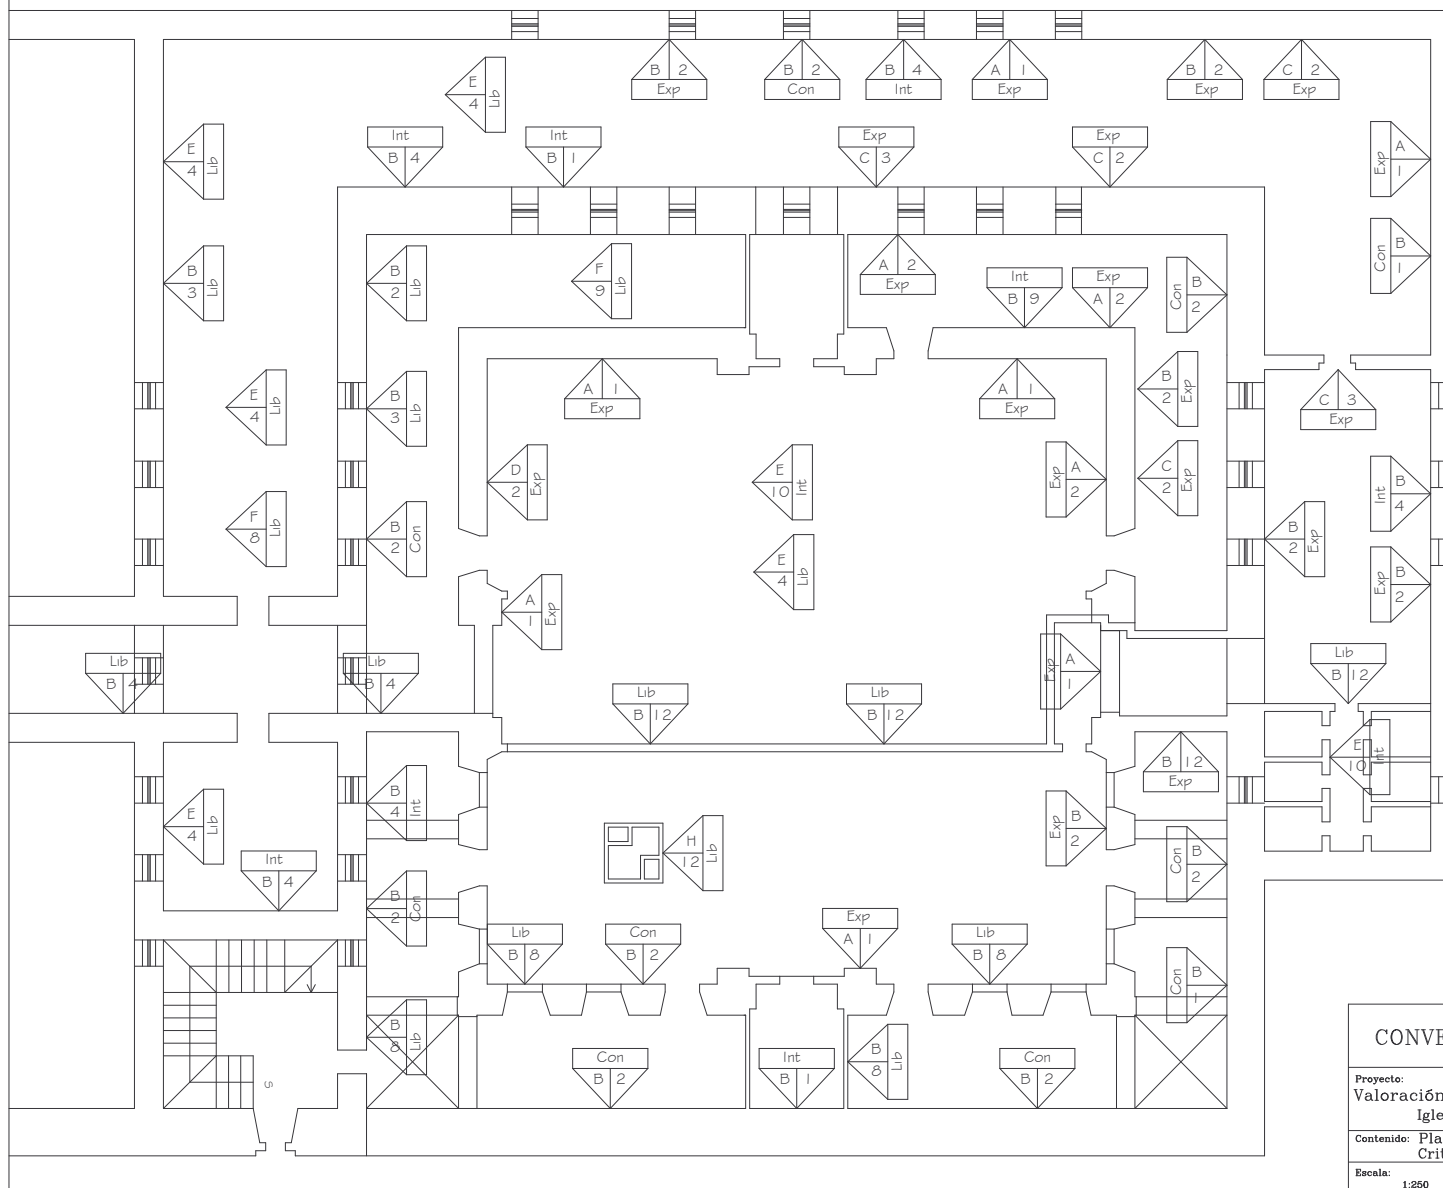 B 2
Exp
B 2
Con
B 4
Int
A 1
Exp
B 2
Exp
C 2
Exp
E
4
Lib
Int
B 4
Int
B 1
Exp
C 3
Exp
C 2
E
4
Lib
A
1
Exp
B
3
Lib
B
2
Lib
F
9
Lib
A 2
Exp
Int
B 9
Exp
A 2
B
2
Con
B
1
Con
E
4
Lib
B
3
Lib
A 1
Exp
A 1
Exp
B
2
Exp
C 3
Exp
D
2
Exp
E
10
Int
A
2
Exp
C
2
Exp
B
4
Int
F
8
Lib
B
2
Con
E
4
Lib
B
2
Exp
B
2
Exp
A
1
Exp
Lib
B 4
Lib
B 4
Lib
B 12
Lib
B 12
A
1
Exp
Lib
B 12
E
10
Int
B 12
Exp
E
4
Lib
B
4
Int
H
12
Lib
B
2
Exp
B
2
Con
Int
B 4
B
2
Con
Lib
B 8
Con
B 2
Exp
A 1
Lib
B 8
B
1
Con
B
8
Lib
Con
B 2
Int
B 1
B
8
Lib
Con
B 2
S
CONVE
Proyecto:
Valoración
Igle
Contenido: Pla
Crit
Escala:
1:250